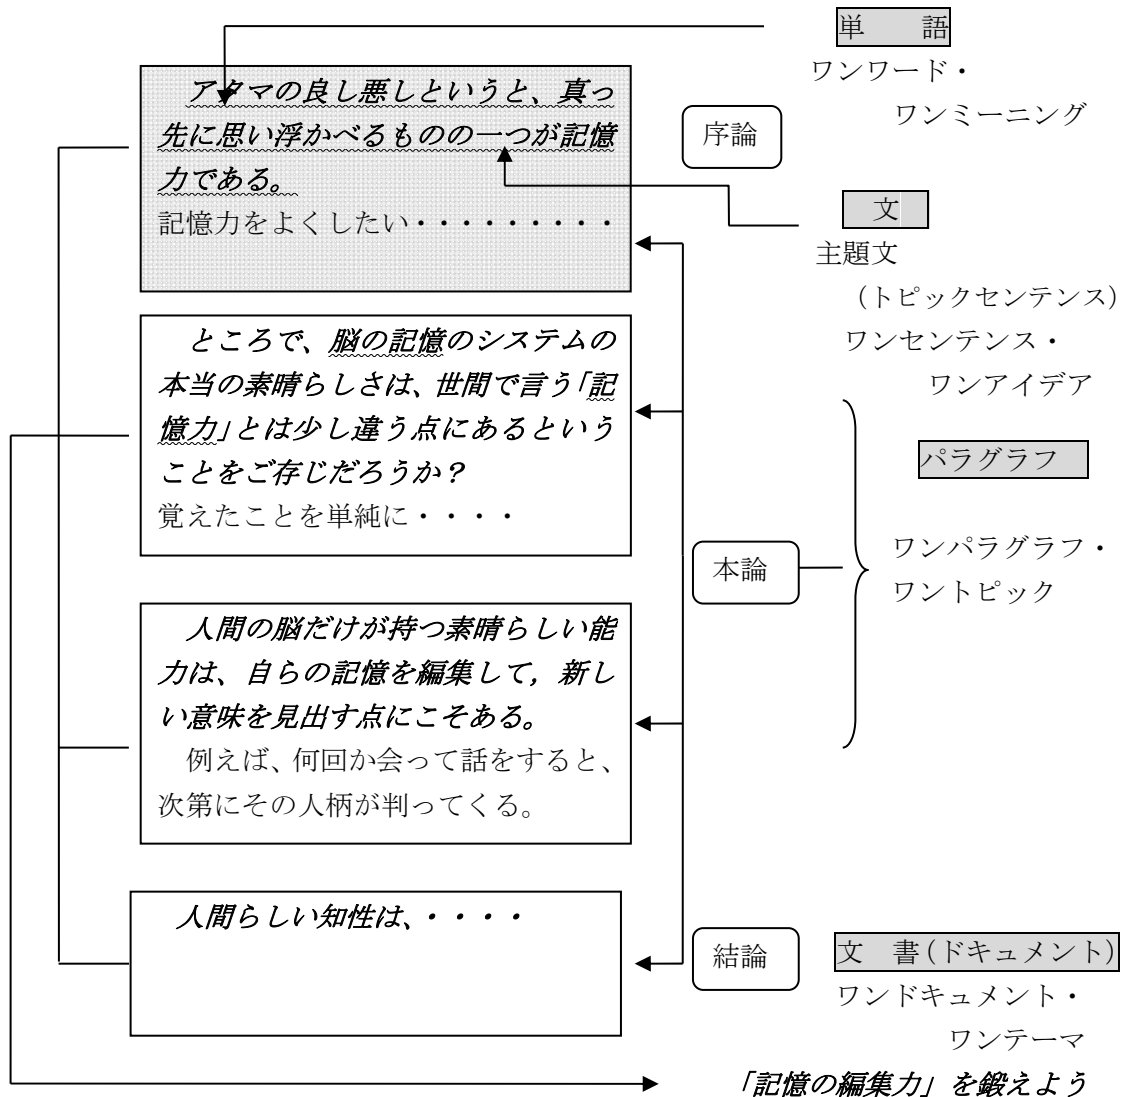 単　　語
ワンワード・
ワンミーニング
アタマの良し悪しというと、真っ
先に思い浮かべるものの一つが記憶
力である。
記憶力をよくしたい・・・・・・・・・
序論
文
主題文
（トピックセンテンス）
ワンセンテンス・
ワンアイデア
ところで、脳の記憶のシステムの
本当の素晴らしさは、世間で言う「記
憶力」とは少し違う点にあるという
ことをご存じだろうか？
覚えたことを単純に・・・・
パラグラフ
ワンパラグラフ・
ワントピック
本論
人間の脳だけが持つ素晴らしい能
力は、自らの記憶を編集して，新し
い意味を見出す点にこそある。
例えば、何回か会って話をすると、
次第にその人柄が判ってくる。
人間らしい知性は、・・・・
結論
文　書（ドキュメント）
ワンドキュメント・
ワンテーマ
「記憶の編集力」を鍛えよう